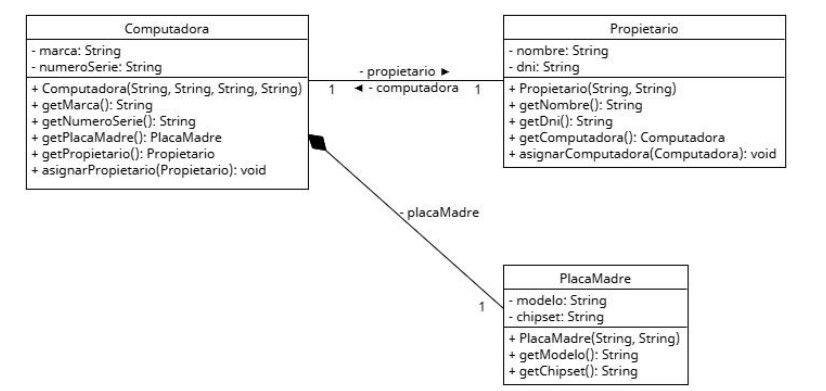 Computadora
- marca: String
- numeroSerie: String
+ Computadora(String, String, String, String)
+ getMarca(): String
+ getNumeroSerie(): String
+ getPlacaMadre(): PlacaMadre
+ getPropietario(): Propietario
+ asignarPropietario(Propietario): void
- propietario ►
1 ◄ - computadora 1
Propietario
- nombre: String
- dni: String
+ Propietario(String, String)
+ getNombre(): String
+ getDni(): String
+ getComputadora(): Computadora
+ asignarComputadora(Computadora): void
- placaMadre
1
PlacaMadre
- modelo: String
- chipset: String
+ PlacaMadre(String, String)
+ getModelo(): String
+ getChipset(): String